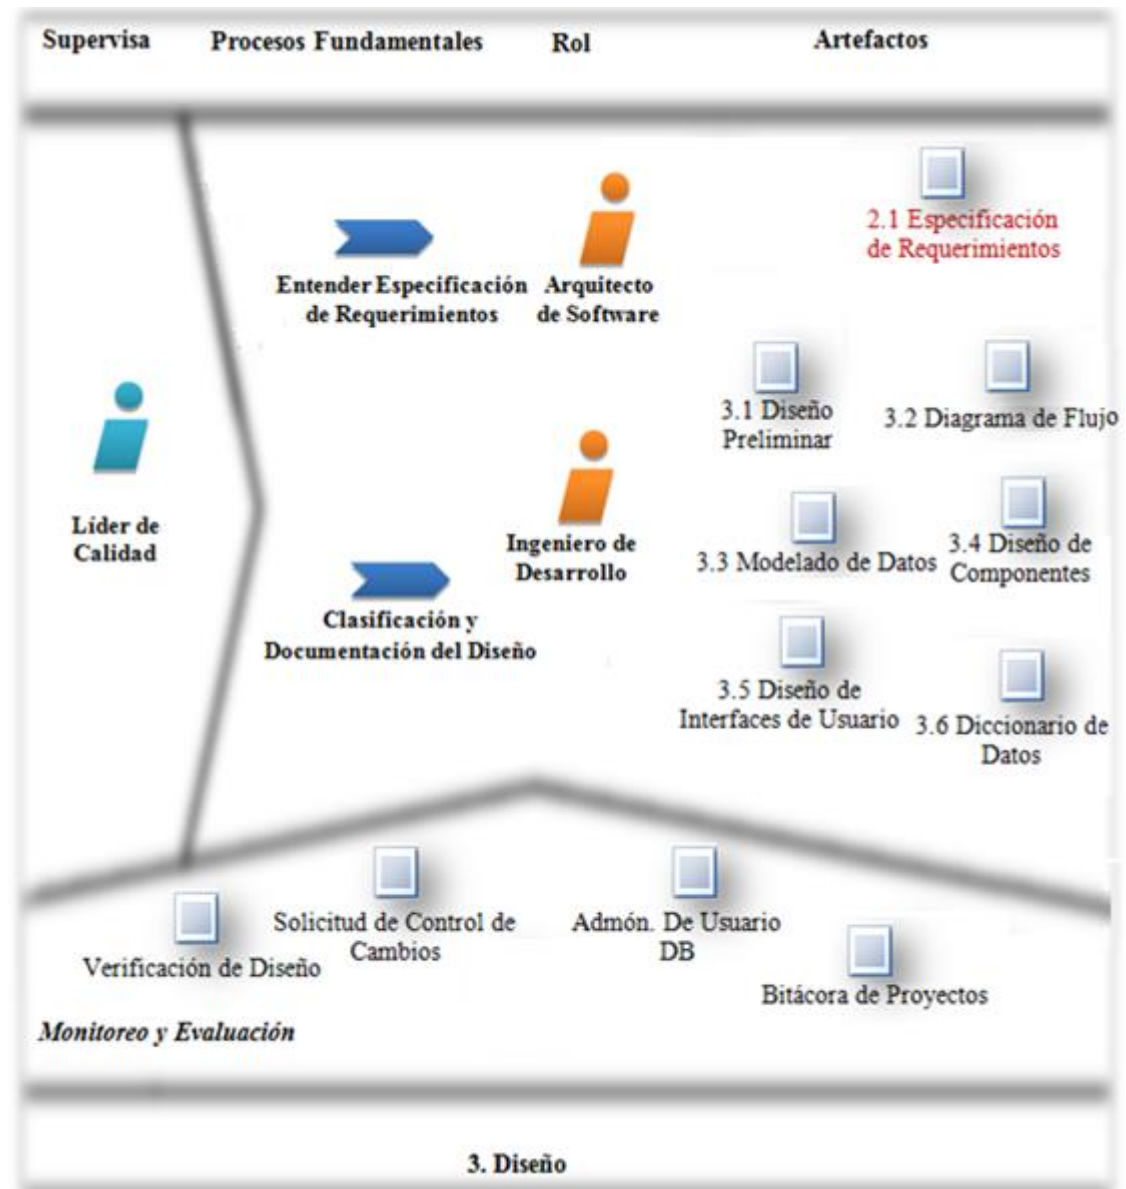 Supervisa
Procesos Fundamentales
Rol
Artefactos
2.1 Especificación
de Requerimientos
Entender Especificación
de Requerimientos
Arquitecto
de Software
3.1 Diseño
Preliminar
3.2 Diagrama de Flujo
Líder de
Calidad
Ingeniero de
Desarrollo
3.3 Modelado de Datos
3.4 Diseño de
Componentes
Clasificación y
Documentación del Diseño
3.5 Diseño de
Interfaces de Usuario
3.6 Diccionario de
Datos
Verificación de Diseño
Solicitud de Control de
Cambios
Admón. De Usuario
DB
Bitácora de Proyectos
Monitoreo y Evaluación
3. Diseño